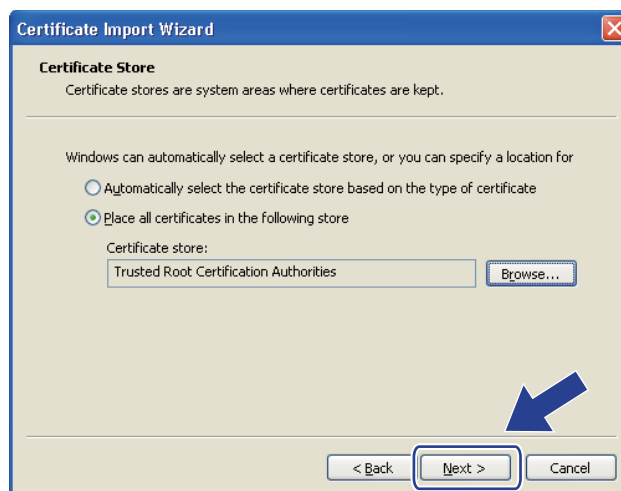 Certificate Import Wizard
Certificate Store
Certificate stores are system areas where certificates are kept.
Windows can automatically select a certificate store, or you can specify a location for
Automatically select the certificate store based on the type of certificate
Place all certificates in the following store
Certificate store:
Trusted Root Certification Authorities
Browse...
< Back
Next >
Cancel